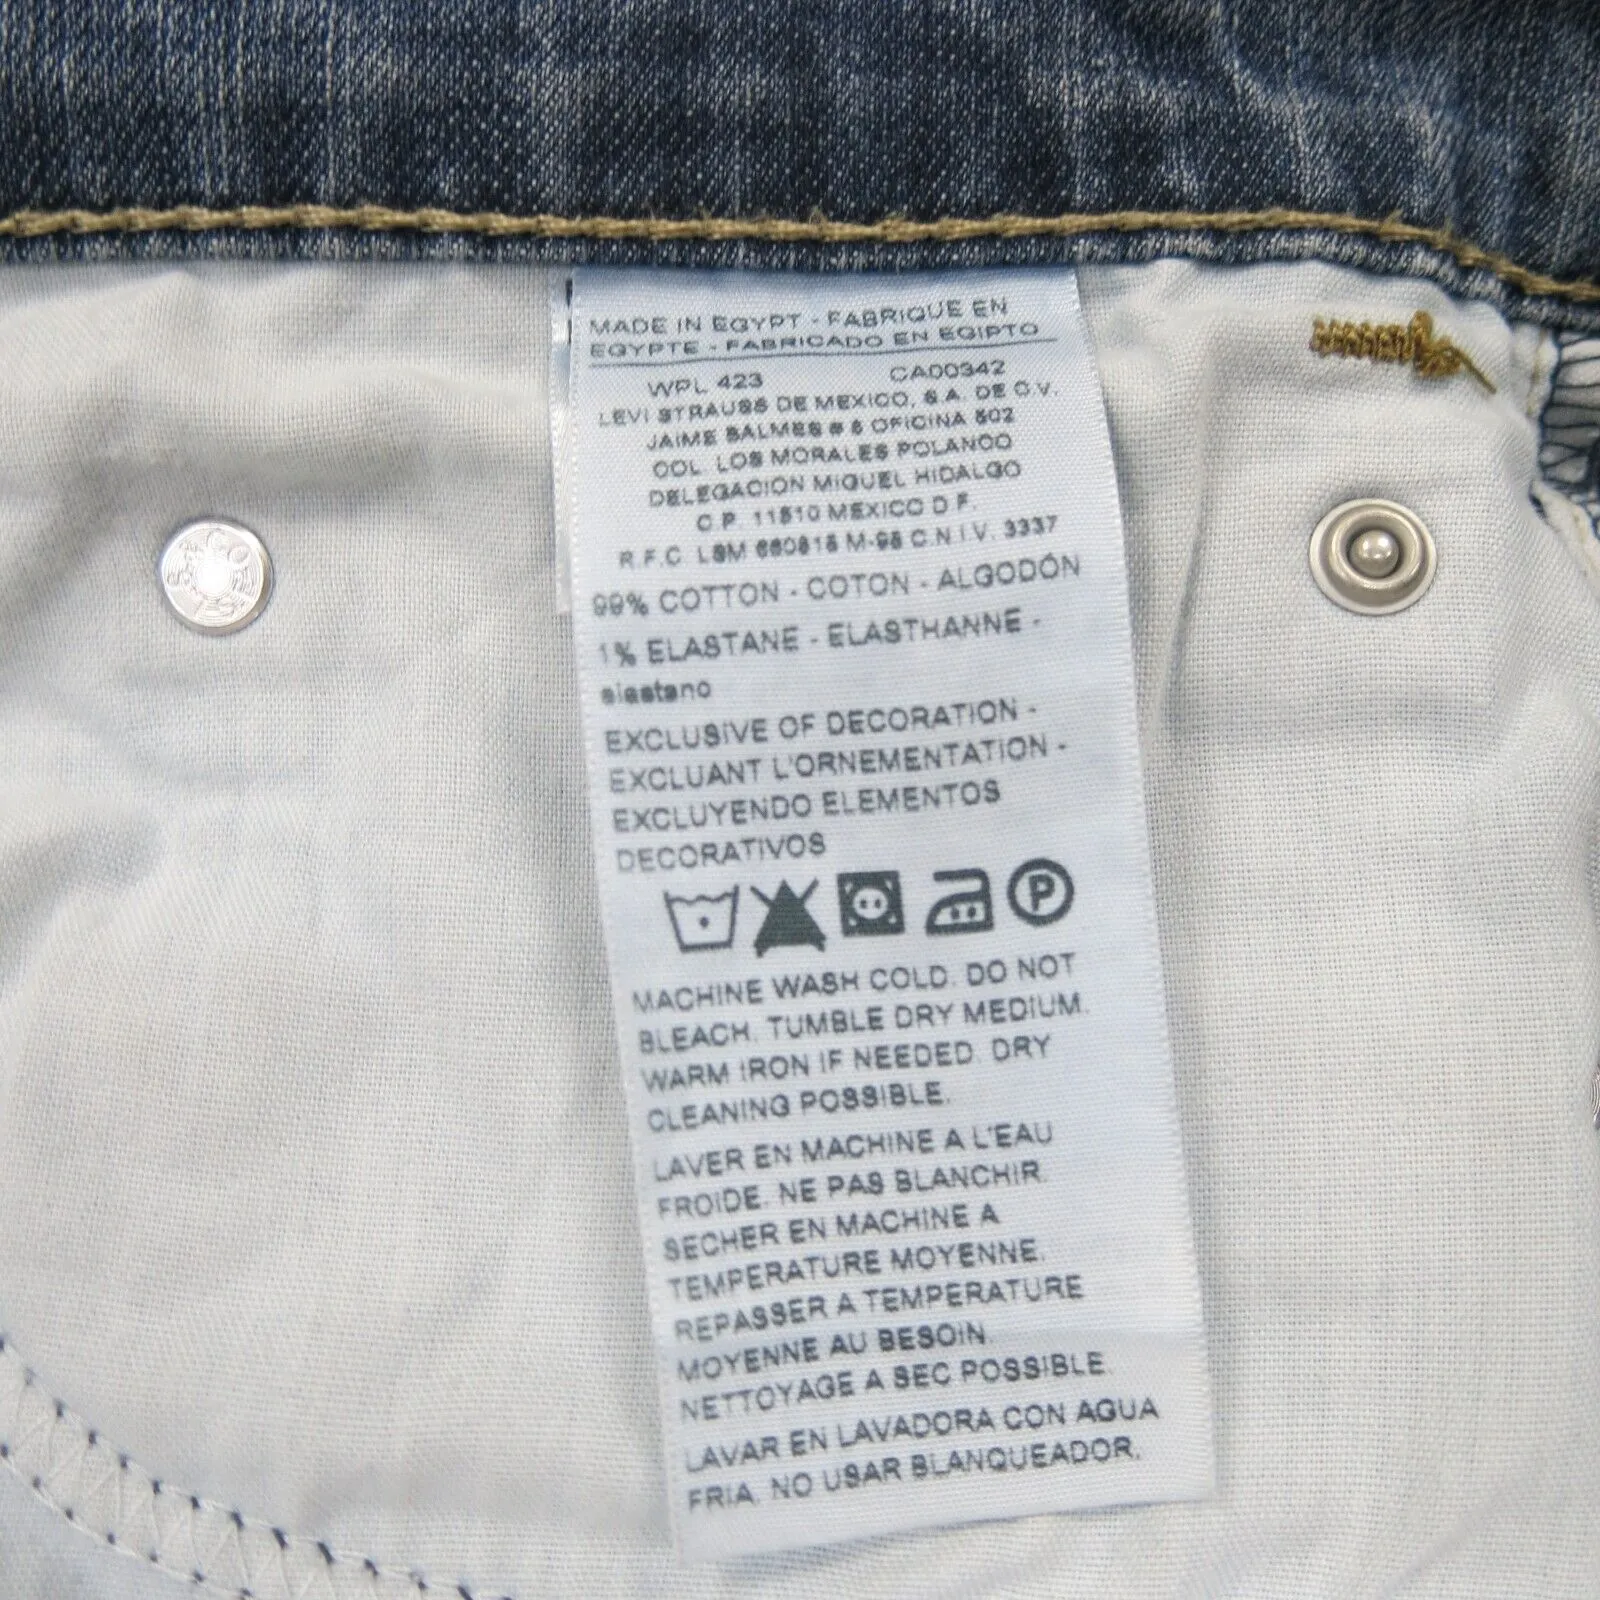 MADE IN EGYPT - FABRIQUE EN
EGYPTE - FABRICADO EN EGIPTO
WPL 423 CA00342
LEVI STRAUSS DE MEXICO, S.A. DE C.V.
JAIME BALMES # 8 OFICINA 802
COL. LOS MORALES POLANCO
DELEGACION MIGUEL HIDALGO
C.P. 11510 MEXICO D.F.
R.F.C. LSM 660815 M-98 C.N.I.V. 3337
99% COTTON - COTON - ALGODÓN
1% ELASTANE - ELASTHANNE -
elastano
EXCLUSIVE OF DECORATION -
EXCLUANT L'ORNEMENTATION -
EXCLUYENDO ELEMENTOS
DECORATIVOS
P
MACHINE WASH COLD. DO NOT
BLEACH. TUMBLE DRY MEDIUM.
WARM IRON IF NEEDED. DRY
CLEANING POSSIBLE.
LAVER EN MACHINE A L'EAU
FROIDE. NE PAS BLANCHIR.
SECHER EN MACHINE A
TEMPERATURE MOYENNE.
REPASSER A TEMPERATURE
MOYENNE AU BESOIN.
NETTOYAGE A SEC POSSIBLE.
LAVAR EN LAVADORA CON AGUA
FRIA. NO USAR BLANQUEADOR.